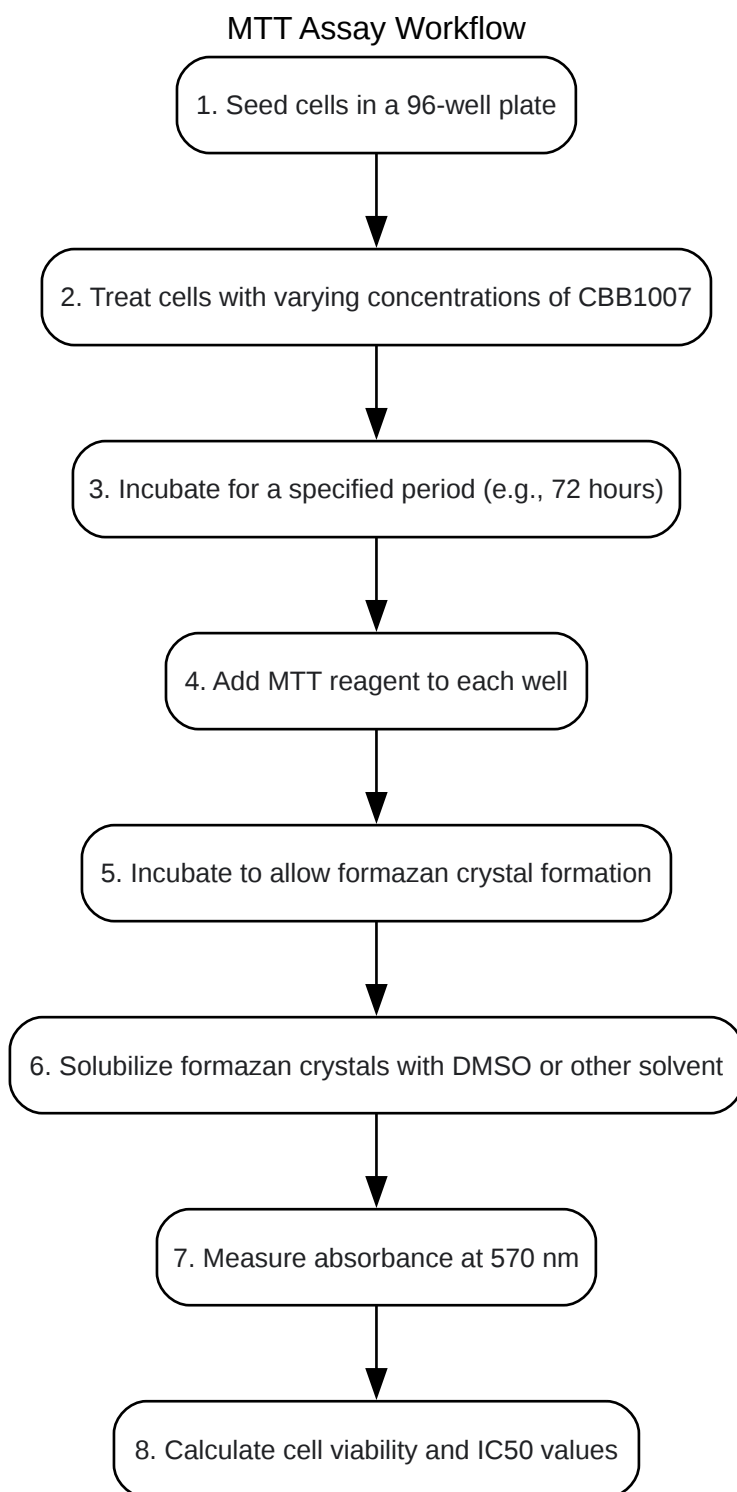 MTT Assay Workflow
1. Seed cells in a 96-well plate
2. Treat cells with varying concentrations of CBB1007
3. Incubate for a specified period (e.g., 72 hours)
4. Add MTT reagent to each well
5. Incubate to allow formazan crystal formation
6. Solubilize formazan crystals with DMSO or other solvent
7. Measure absorbance at 570 nm
8. Calculate cell viability and IC50 values